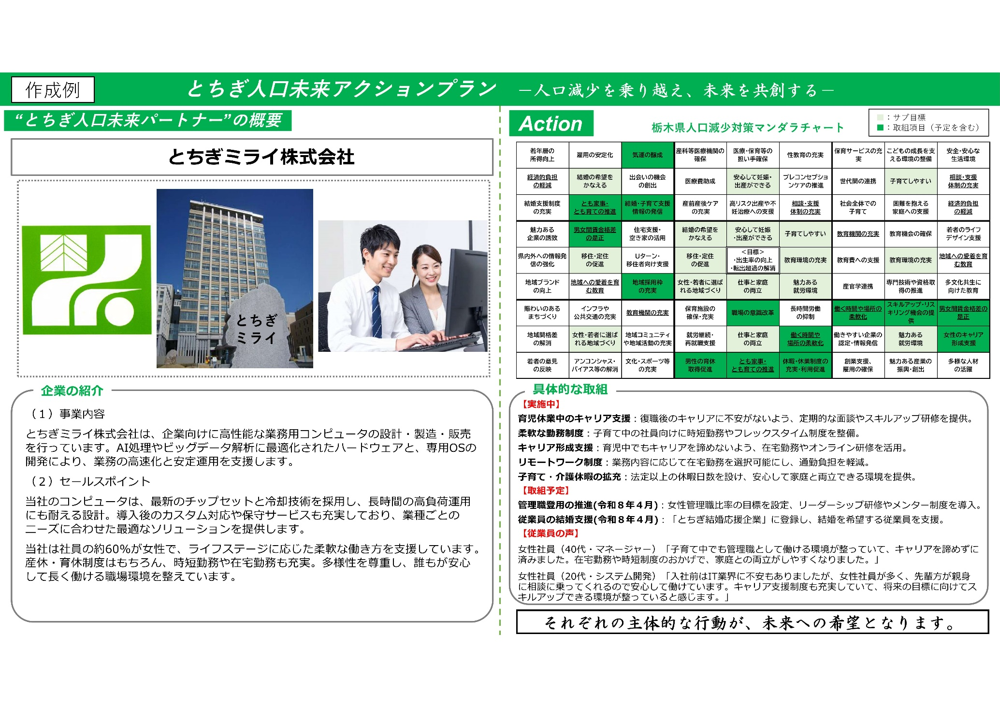 作成例
とちぎ人口未来アクションプラン －人口減少を乗り越え、未来を共創する－
“とちぎ人口未来パートナー”の概要
とちぎミライ株式会社
とちぎ
ミライ
企業の紹介
（１）事業内容
とちぎミライ株式会社は、企業向けに高性能な業務用コンピュータの設計・製造・販売
を行っています。AI処理やビッグデータ解析に最適化されたハードウェアと、専用OSの
開発により、業務の高速化と安定運用を支援します。
（２）セールスポイント
当社のコンピュータは、最新のチップセットと冷却技術を採用し、長時間の高負荷運用
にも耐える設計。導入後のカスタム対応や保守サービスも充実しており、業種ごとの
ニーズに合わせた最適なソリューションを提供します。
当社は社員の約60%が女性で、ライフステージに応じた柔軟な働き方を支援しています。
産休・育休制度はもちろん、時短勤務や在宅勤務も充実。多様性を尊重し、誰もが安心
して長く働ける職場環境を整えています。
Action
栃木県人口減少対策マンダラチャート
：サブ目標
：取組項目（予定を含む）
若年層の
所得向上
雇用の安定化
気運の醸成
産科等医療機関の
確保
医療・保育等の
担い手確保
性教育の充実
保育サービスの充
実
こどもの成長を支
える環境の整備
安全・安心な
生活環境
経済的負担
の軽減
結婚の希望を
かなえる
出会いの機会
の創出
医療費助成
安心して妊娠・
出産ができる
プレコンセプショ
ンケアの推進
世代間の連携
子育てしやすい
相談・支援
体制の充実
結婚支援制度
の充実
とも家事・
とも育ての推進
結婚・子育て支援
情報の発信
産前産後ケア
の充実
高リスク出産や不
妊治療への支援
相談・支援
体制の充実
社会全体での
子育て
困難を抱える
家庭への支援
経済的負担
の軽減
魅力ある
企業の誘致
男女間賃金格差
の是正
住宅支援・
空き家の活用
結婚の希望を
かなえる
安心して妊娠
・出産ができる
子育てしやすい
教育機関の充実
教育機会の確保
若者のライフ
デザイン支援
県内外への情報発
信の強化
移住・定住
の促進
Uターン・
移住者向け支援
移住・定住
の促進
＜目標＞
・出生率の向上
・転出超過の解消
教育環境の充実
教育費への支援
教育環境の充実
地域への愛着を育
む教育
地域ブランド
の向上
地域への愛着を育
む教育
地域採用枠
の充実
女性・若者に選ば
れる地域づくり
仕事と家庭
の両立
魅力ある
就労環境
産官学連携
専門技術や資格取
得の推進
多文化共生に
向けた教育
賑わいのある
まちづくり
インフラや
公共交通の充実
教育機関の充実
保育施設の
確保・充実
職場の意識改革
長時間労働
の抑制
働く時間や場所の
柔軟化
スキルアップ・リス
キリング機会の提
供
男女間賃金格差の
是正
地域間格差
の解消
女性・若者に選ば
れる地域づくり
地域コミュニティ
や地域活動の充実
就労継続・
再就職支援
仕事と家庭
の両立
働く時間や
場所の柔軟化
働きやすい企業の
認定・情報発信
魅力ある
就労環境
女性のキャリア
形成支援
若者の意見
の反映
アンコンシャス・
バイアス等の解消
文化・スポーツ等
の充実
男性の育休
取得促進
とも家事・
とも育ての推進
休暇・休業制度の
充実・利用促進
創業支援、
雇用の確保
魅力ある産業の
振興・創出
多様な人材
の活躍
具体的な取組
【実施中】
育児休業中のキャリア支援：復職後のキャリアに不安がないよう、定期的な面談やスキルアップ研修を提供。
柔軟な勤務制度：子育て中の社員向けに時短勤務やフレックスタイム制度を整備。
キャリア形成支援：育児中でもキャリアを諦めないよう、在宅勤務やオンライン研修を活用。
リモートワーク制度：業務内容に応じて在宅勤務を選択可能にし、通勤負担を軽減。
子育て・介護休暇の拡充：法定以上の休暇日数を設け、安心して家庭と両立できる環境を提供。
【取組予定】
管理職登用の推進(令和８年４月)：女性管理職比率の目標を設定、リーダーシップ研修やメンター制度を導入。
従業員の結婚支援(令和８年４月)：「とちぎ結婚応援企業」に登録し、結婚を希望する従業員を支援。
【従業員の声】
女性社員（40代・マネージャー）「子育て中でも管理職として働ける環境が整っていて、キャリアを諦めずに
済みました。在宅勤務や時短制度のおかげで、家庭との両立がしやすくなりました。」
女性社員（20代・システム開発）「入社前はIT業界に不安もありましたが、女性社員が多く、先輩方が親身
に相談に乗ってくれるので安心して働けています。キャリア支援制度も充実していて、将来の目標に向けてス
キルアップできる環境が整っていると感じます。」
それぞれの主体的な行動が、未来への希望となります。